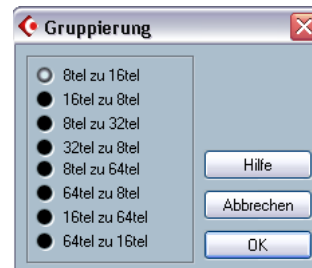 Gruppierung
8tel zu 16tel
16tel zu 8tel
8tel zu 32tel
32tel zu 8tel
8tel zu 64tel
64tel zu 8tel
16tel zu 64tel
64tel zu 16tel
Hilfe
Abbrechen
OK